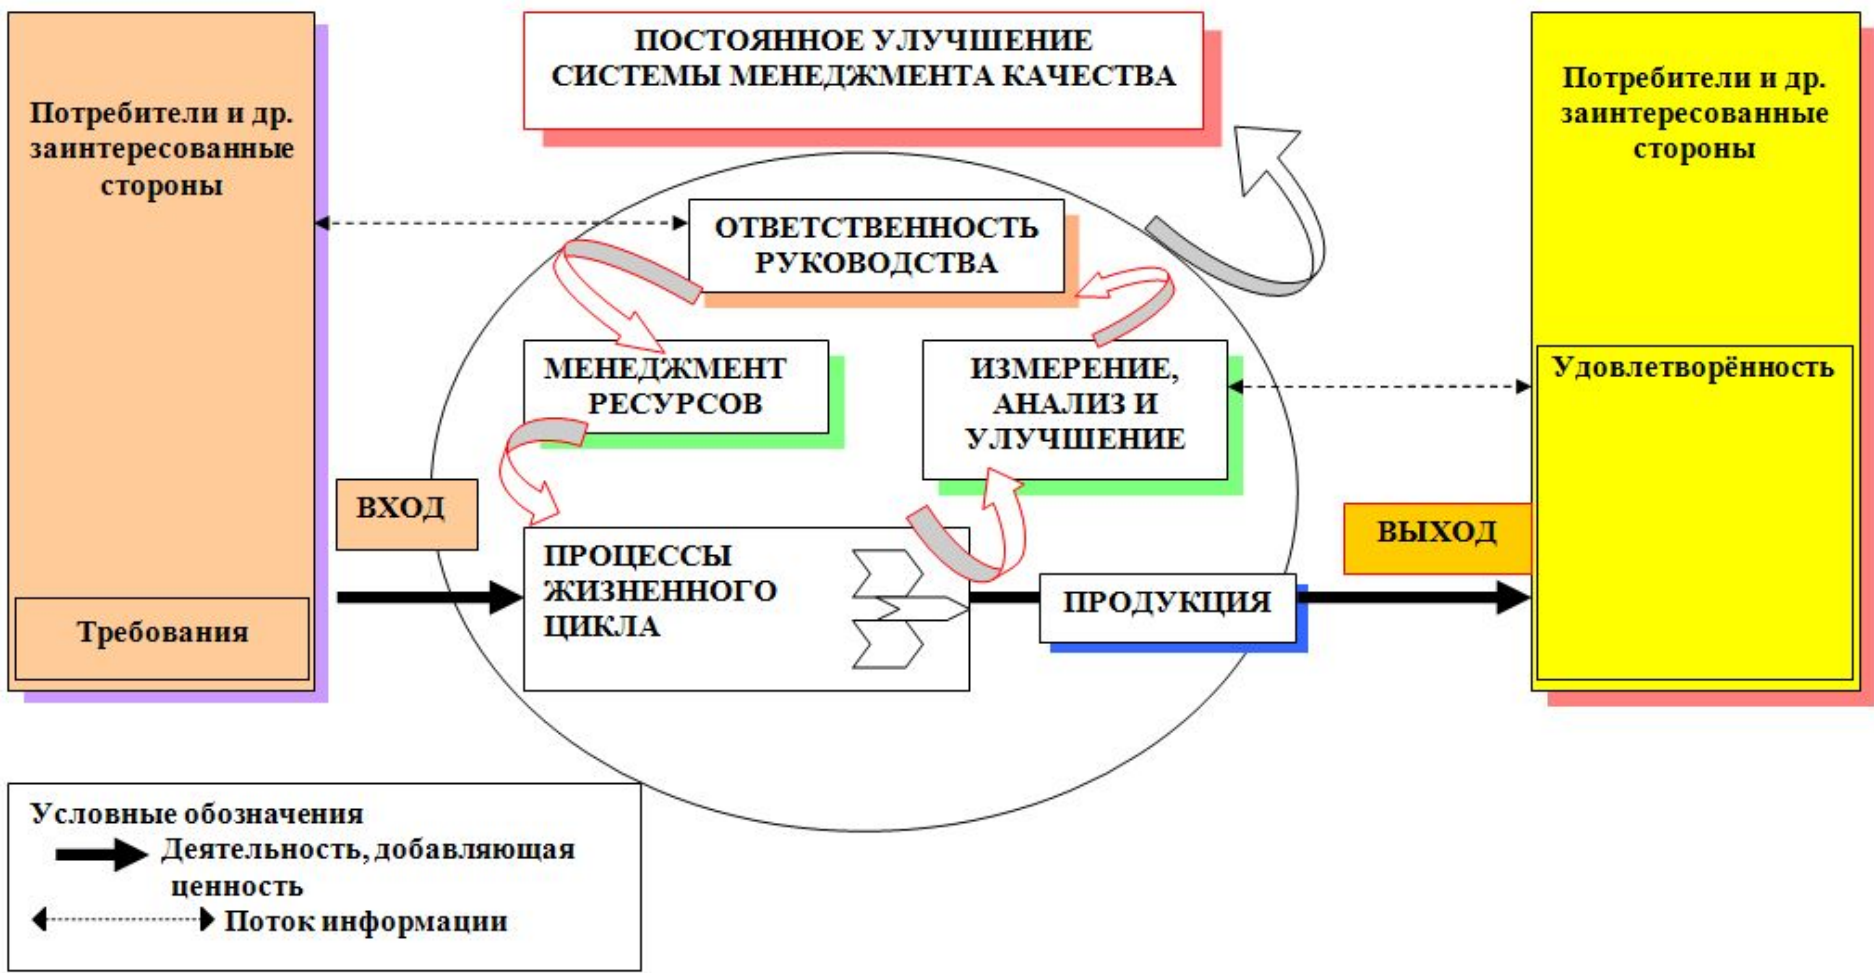 ПОСТОЯННОЕ УЛУЧШЕНИЕ
СИСТЕМЫ МЕНЕДЖМЕНТА КАЧЕСТВА
Потребители и др.
заинтересованные
стороны
Требования
ОТВЕТСТВЕННОСТЬ
РУКОВОДСТВА
МЕНЕДЖМЕНТ
РЕСУРСОВ
ИЗМЕРЕНИЕ,
АНАЛИЗ И
УЛУЧШЕНИЕ
ВХОД
ПРОЦЕССЫ
ЖИЗНЕННОГО
ЦИКЛА
ПРОДУКЦИЯ
ВЫХОД
Потребители и др.
заинтересованные
стороны
Удовлетворённость
Условные обозначения
Деятельность, добавляющая
ценность
Поток информации